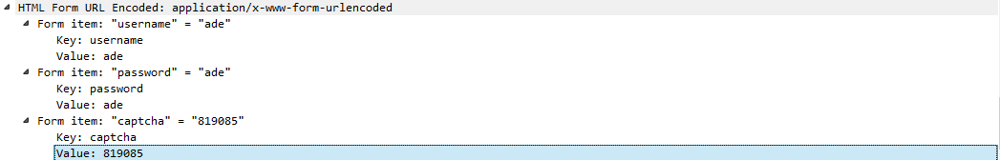 HTML Form URL Encoded: application/x-www-form-urlencoded
Form item: "username" = "ade"
Key: username
Value: ade
Form item: "password" = "ade"
Key: password
Value: ade
Form item: "captcha" = "819085"
Key: captcha
Value: 819085